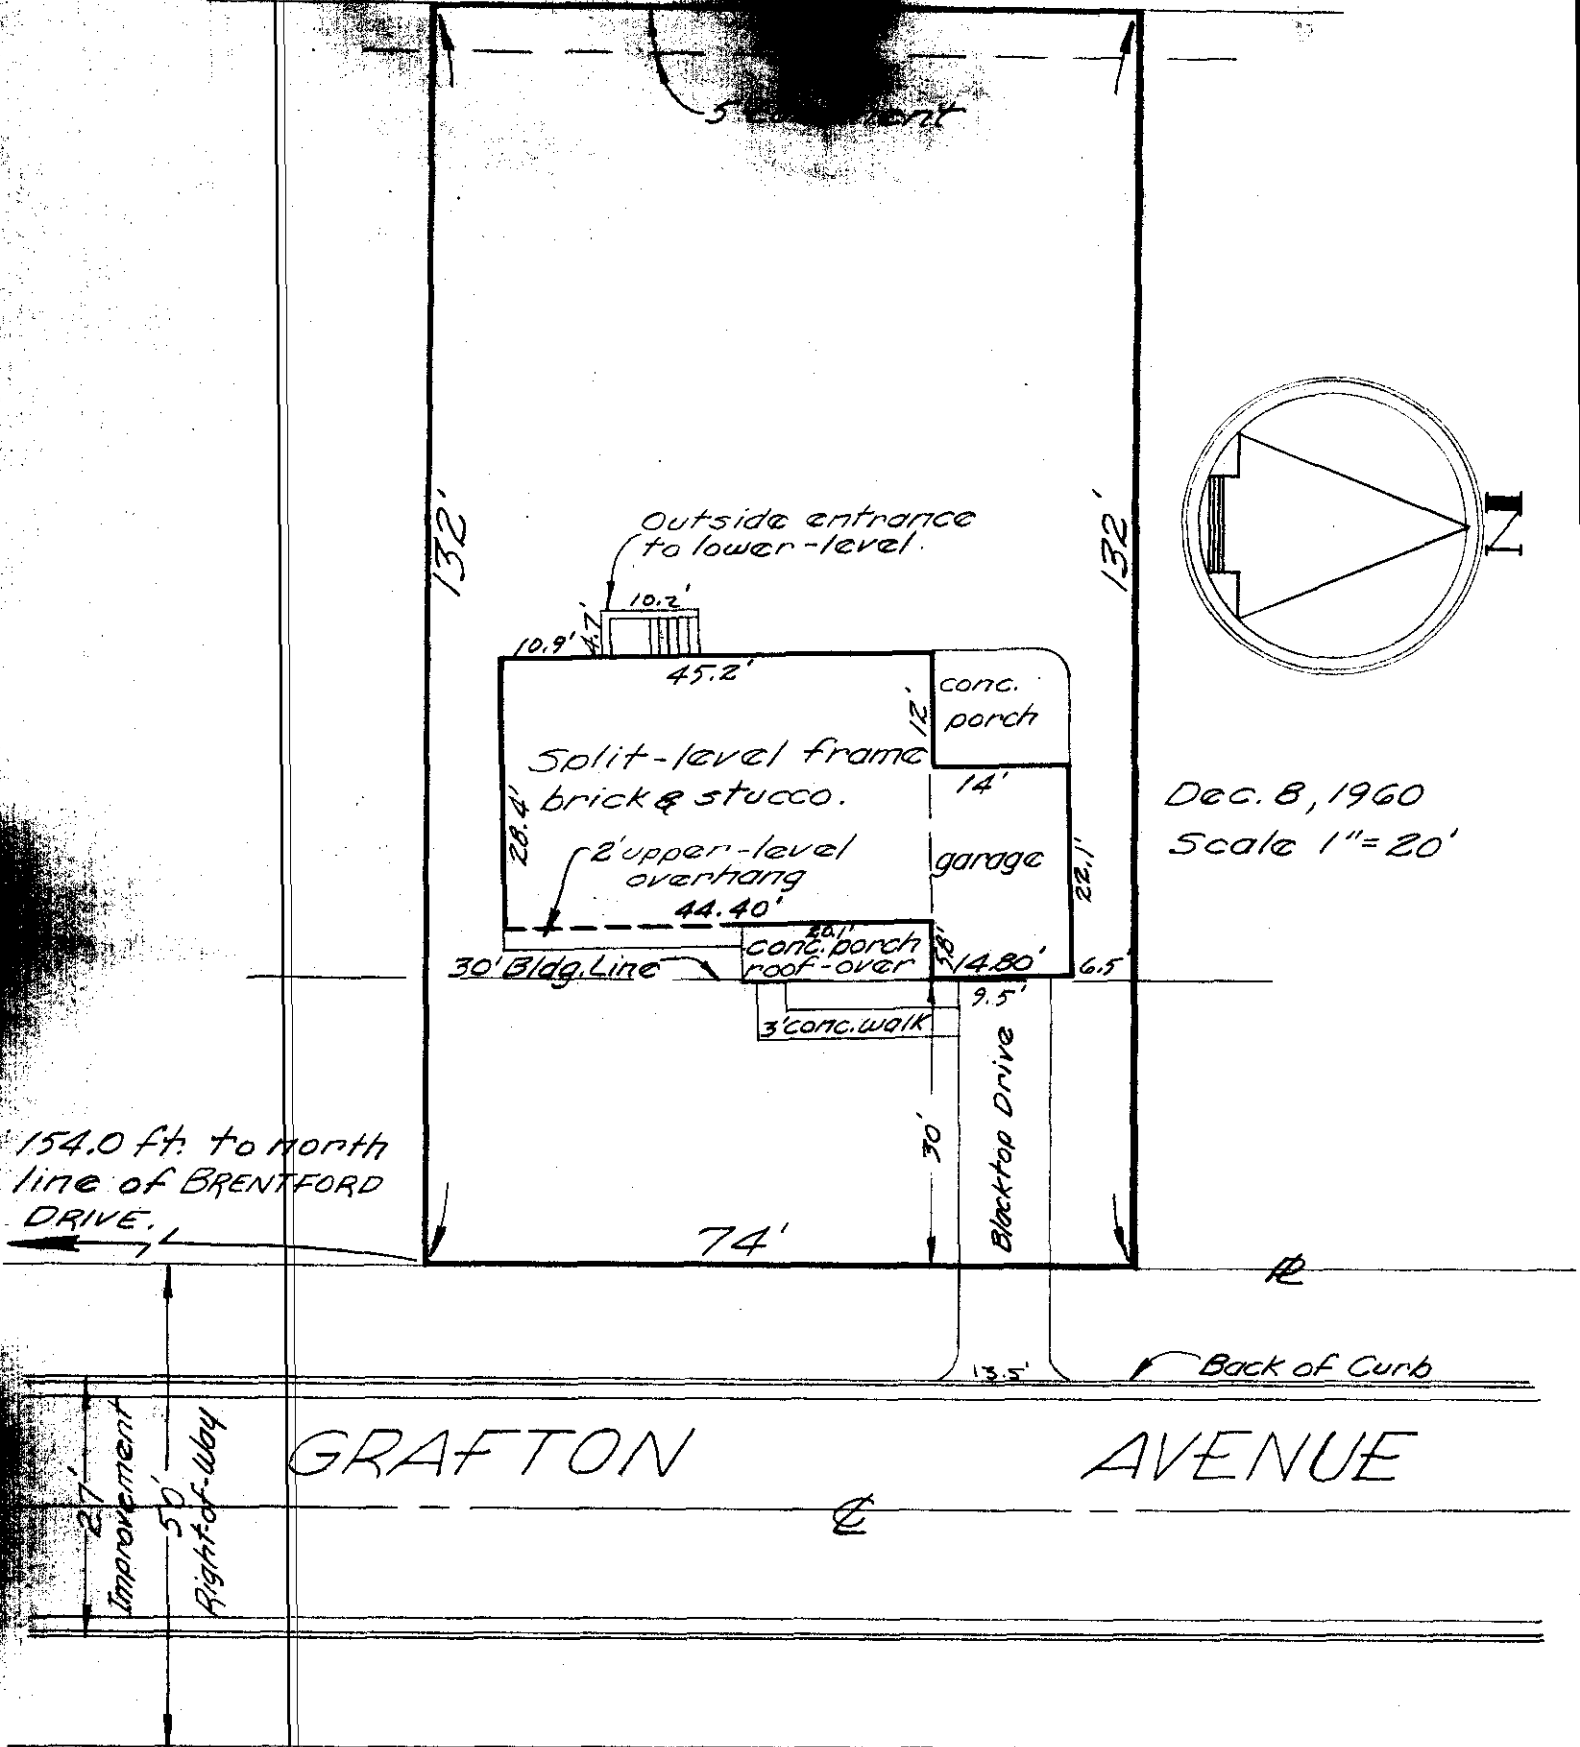 5'
132'
132'
N
Outside entrance
to lower-level.
10.2'
4.7'
10.9'
45.2'
conc.
porch
12'
Split-level frame
brick & stucco.
14'
28.4'
2' upper-level
overhang
garage
22.1'
Dec. 8, 1960
Scale 1"=20'
44.40'
20.1'
conc. porch
roof-over
5.8'
14.80'
6.5'
30' Bldg. Line
9.5'
3' conc. walk
30'
Blacktop Drive
154.0 ft. to north
line of BRENTFORD
DRIVE.
74'
PL
13.5'
Back of Curb
27'
Improvement
50'
Right-of-Way
GRAFTON AVENUE
CL